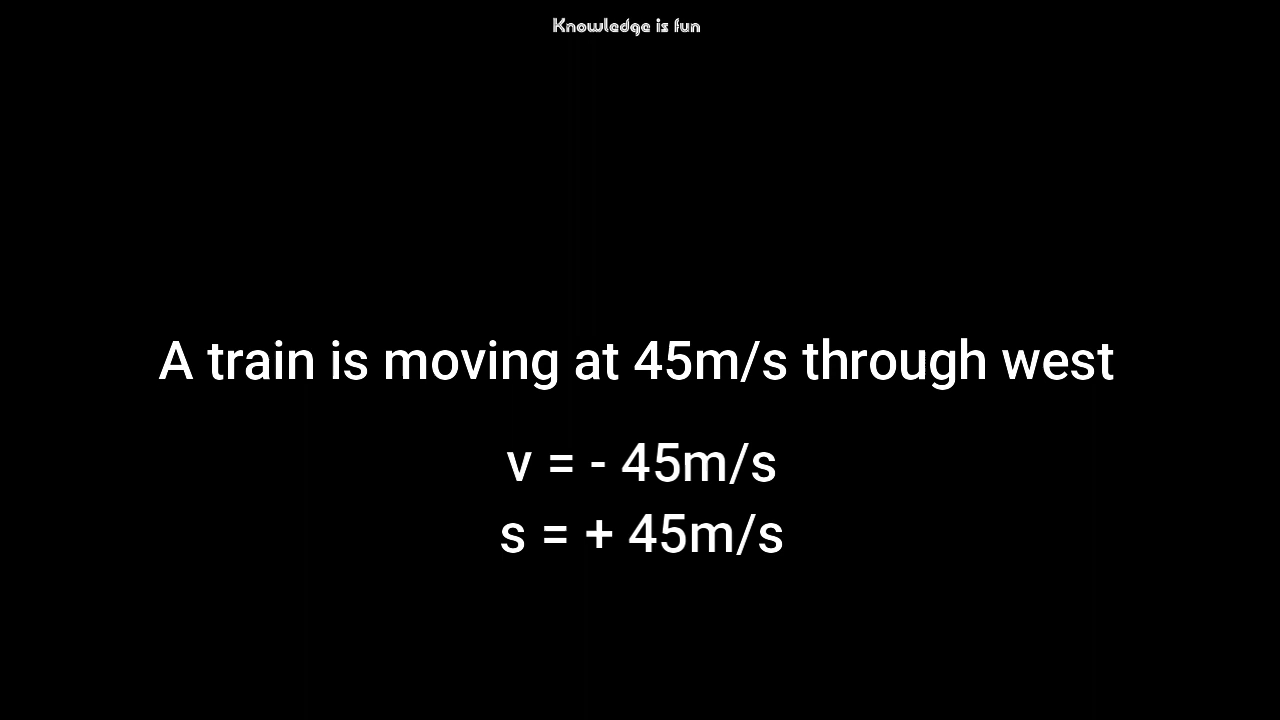 Knowledge is fun
A train is moving at 45m/s through west
v = - 45m/s
s = + 45m/s